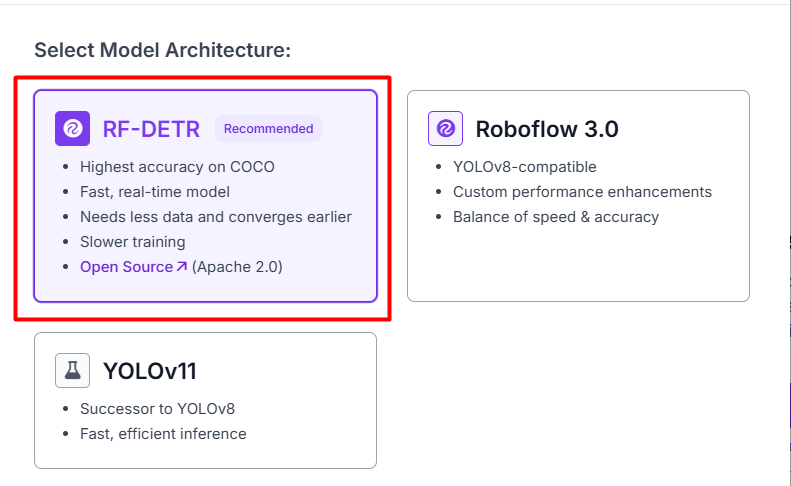 Select Model Architecture:
RF-DETR Recommended
• Highest accuracy on COCO
• Fast, real-time model
• Needs less data and converges earlier
• Slower training
• Open Source↗ (Apache 2.0)
Roboflow 3.0
• YOLOv8-compatible
• Custom performance enhancements
• Balance of speed & accuracy
YOLOv11
• Successor to YOLOv8
• Fast, efficient inference